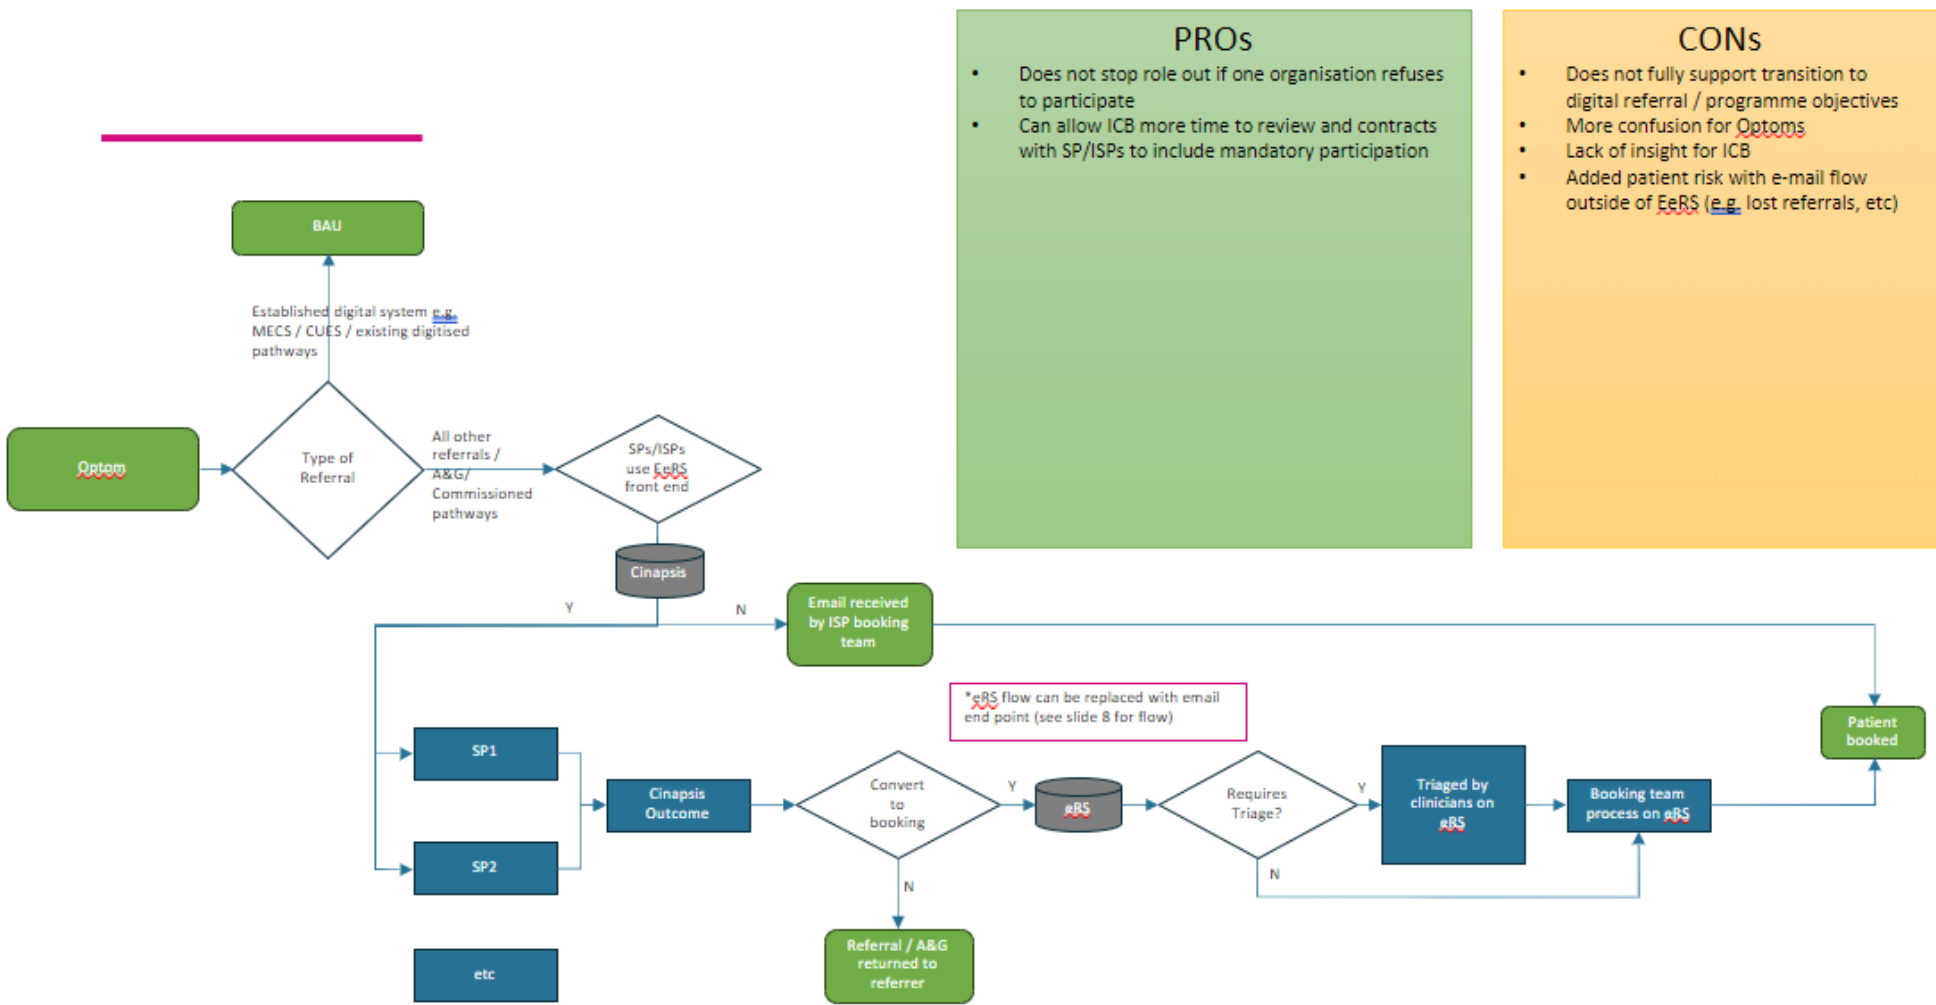 PROs
• Does not stop role out if one organisation refuses
to participate
• Can allow ICB more time to review and contracts
with SP/ISPs to include mandatory participation
CONs
• Does not fully support transition to
digital referral / programme objectives
• More confusion for Optoms
• Lack of insight for ICB
• Added patient risk with e-mail flow
outside of EeRS (e.g. lost referrals, etc)
BAU
Established digital system e.g.
MECS / CUES / existing digitised
pathways
Optom
Type of
Referral
All other
referrals /
A&G/
Commissioned
pathways
SPs/ISPs
use EeRS
front end
Cinapsis
Y
N
Email received
by ISP booking
team
*eRS flow can be replaced with email
end point (see slide 8 for flow)
Patient
booked
SP1
SP2
etc
Cinapsis
Outcome
Convert
to
booking
Y
N
Referral / A&G
returned to
referrer
eRS
Requires
Triage?
Y
N
Triaged by
clinicians on
eRS
Booking team
process on eRS